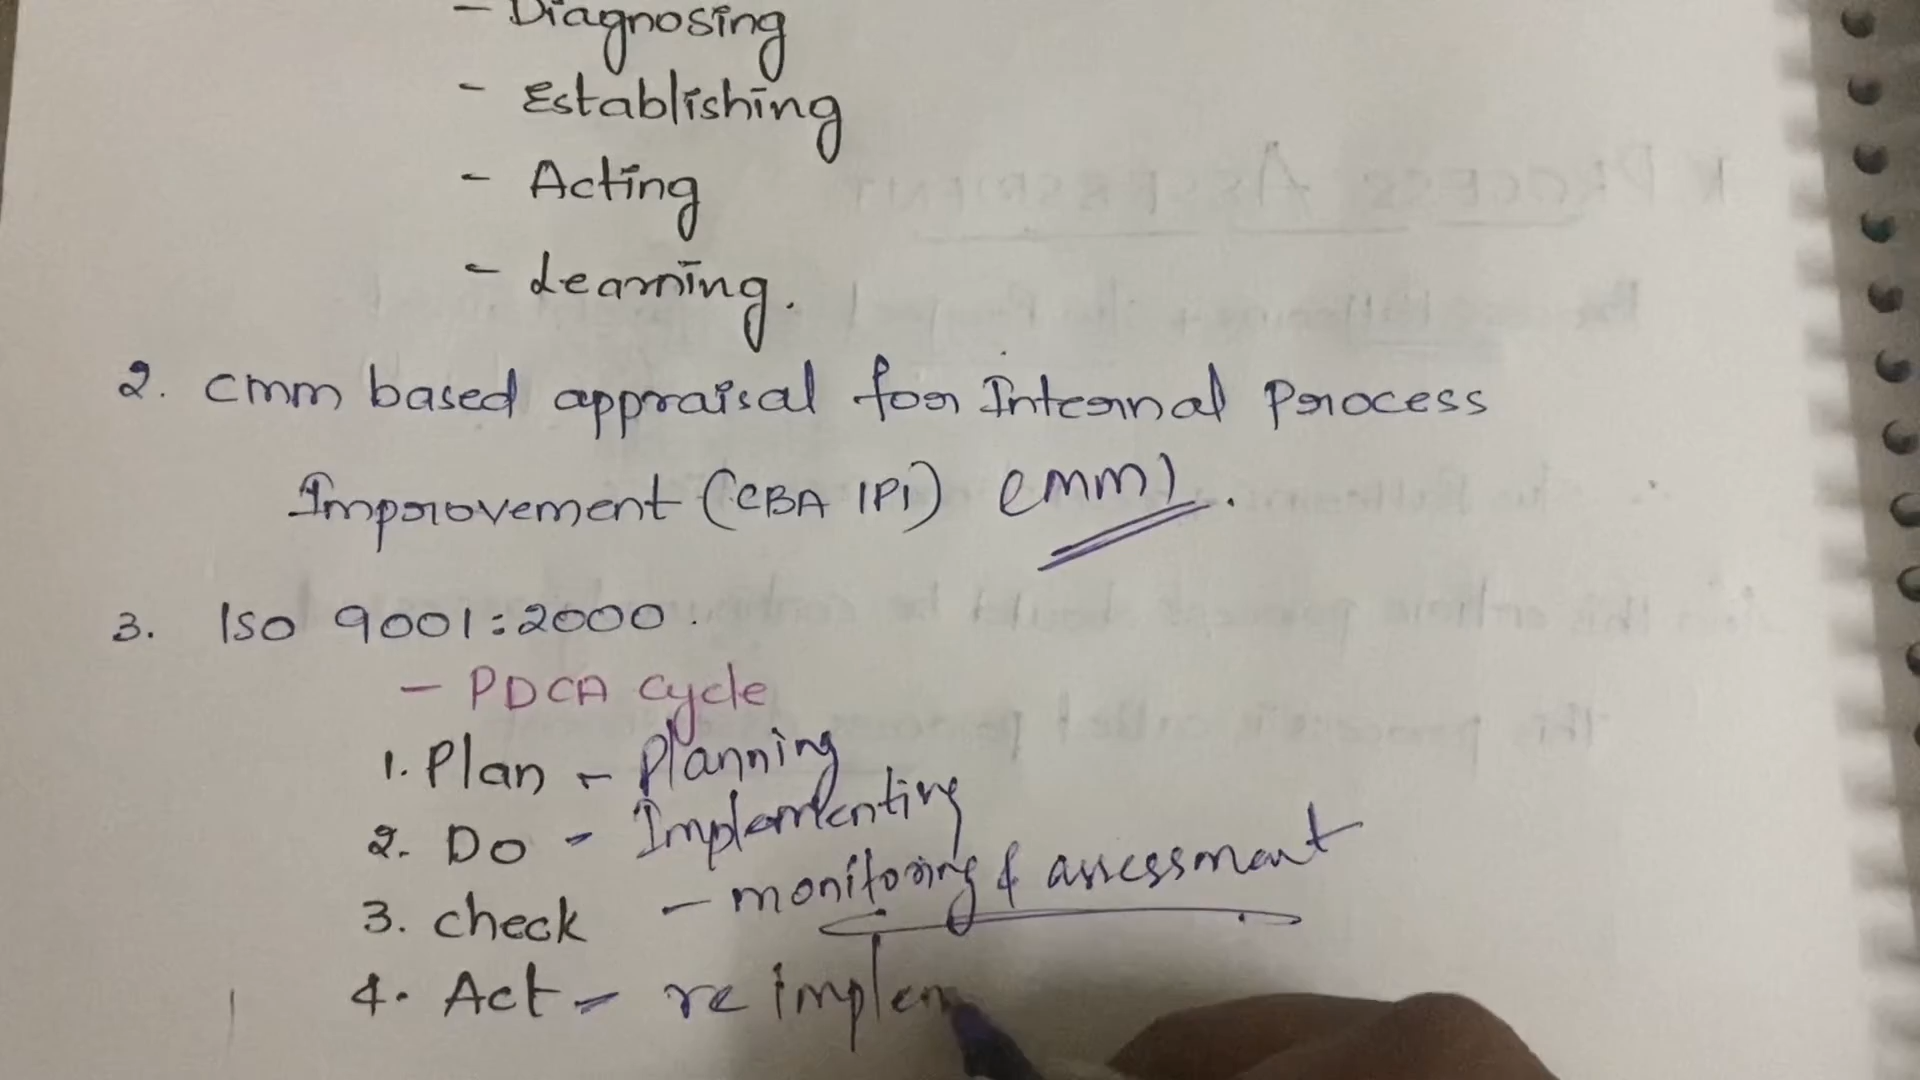 - Diagnosing
- Establishing
- Acting
- Learning.
2. cmm based appraisal for Internal Process
Improvement (CBA IPI) CMMI.
3. ISO 9001:2000.
- PDCA cycle
1. Plan - Planning
2. Do - Implementing
3. check - monitoring & assessment
4. Act - re implem